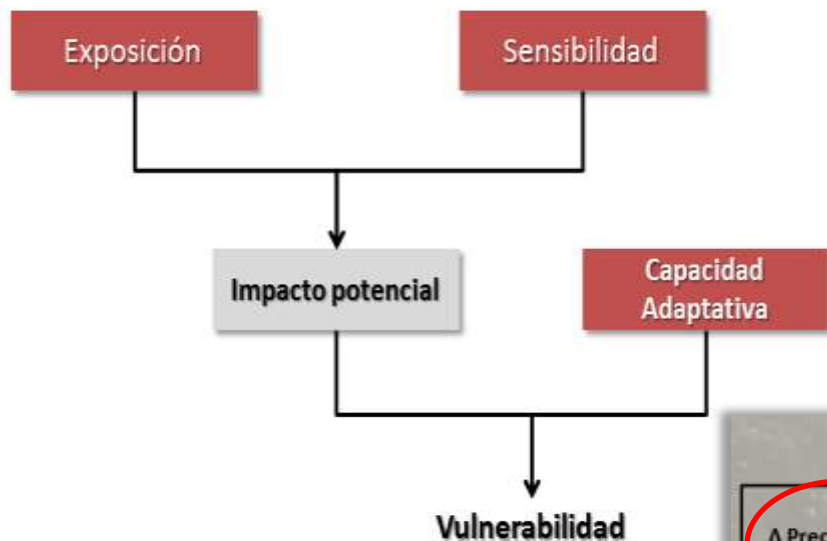 Exposición
Sensibilidad
Impacto potencial
Capacidad
Adaptativa
Vulnerabilidad